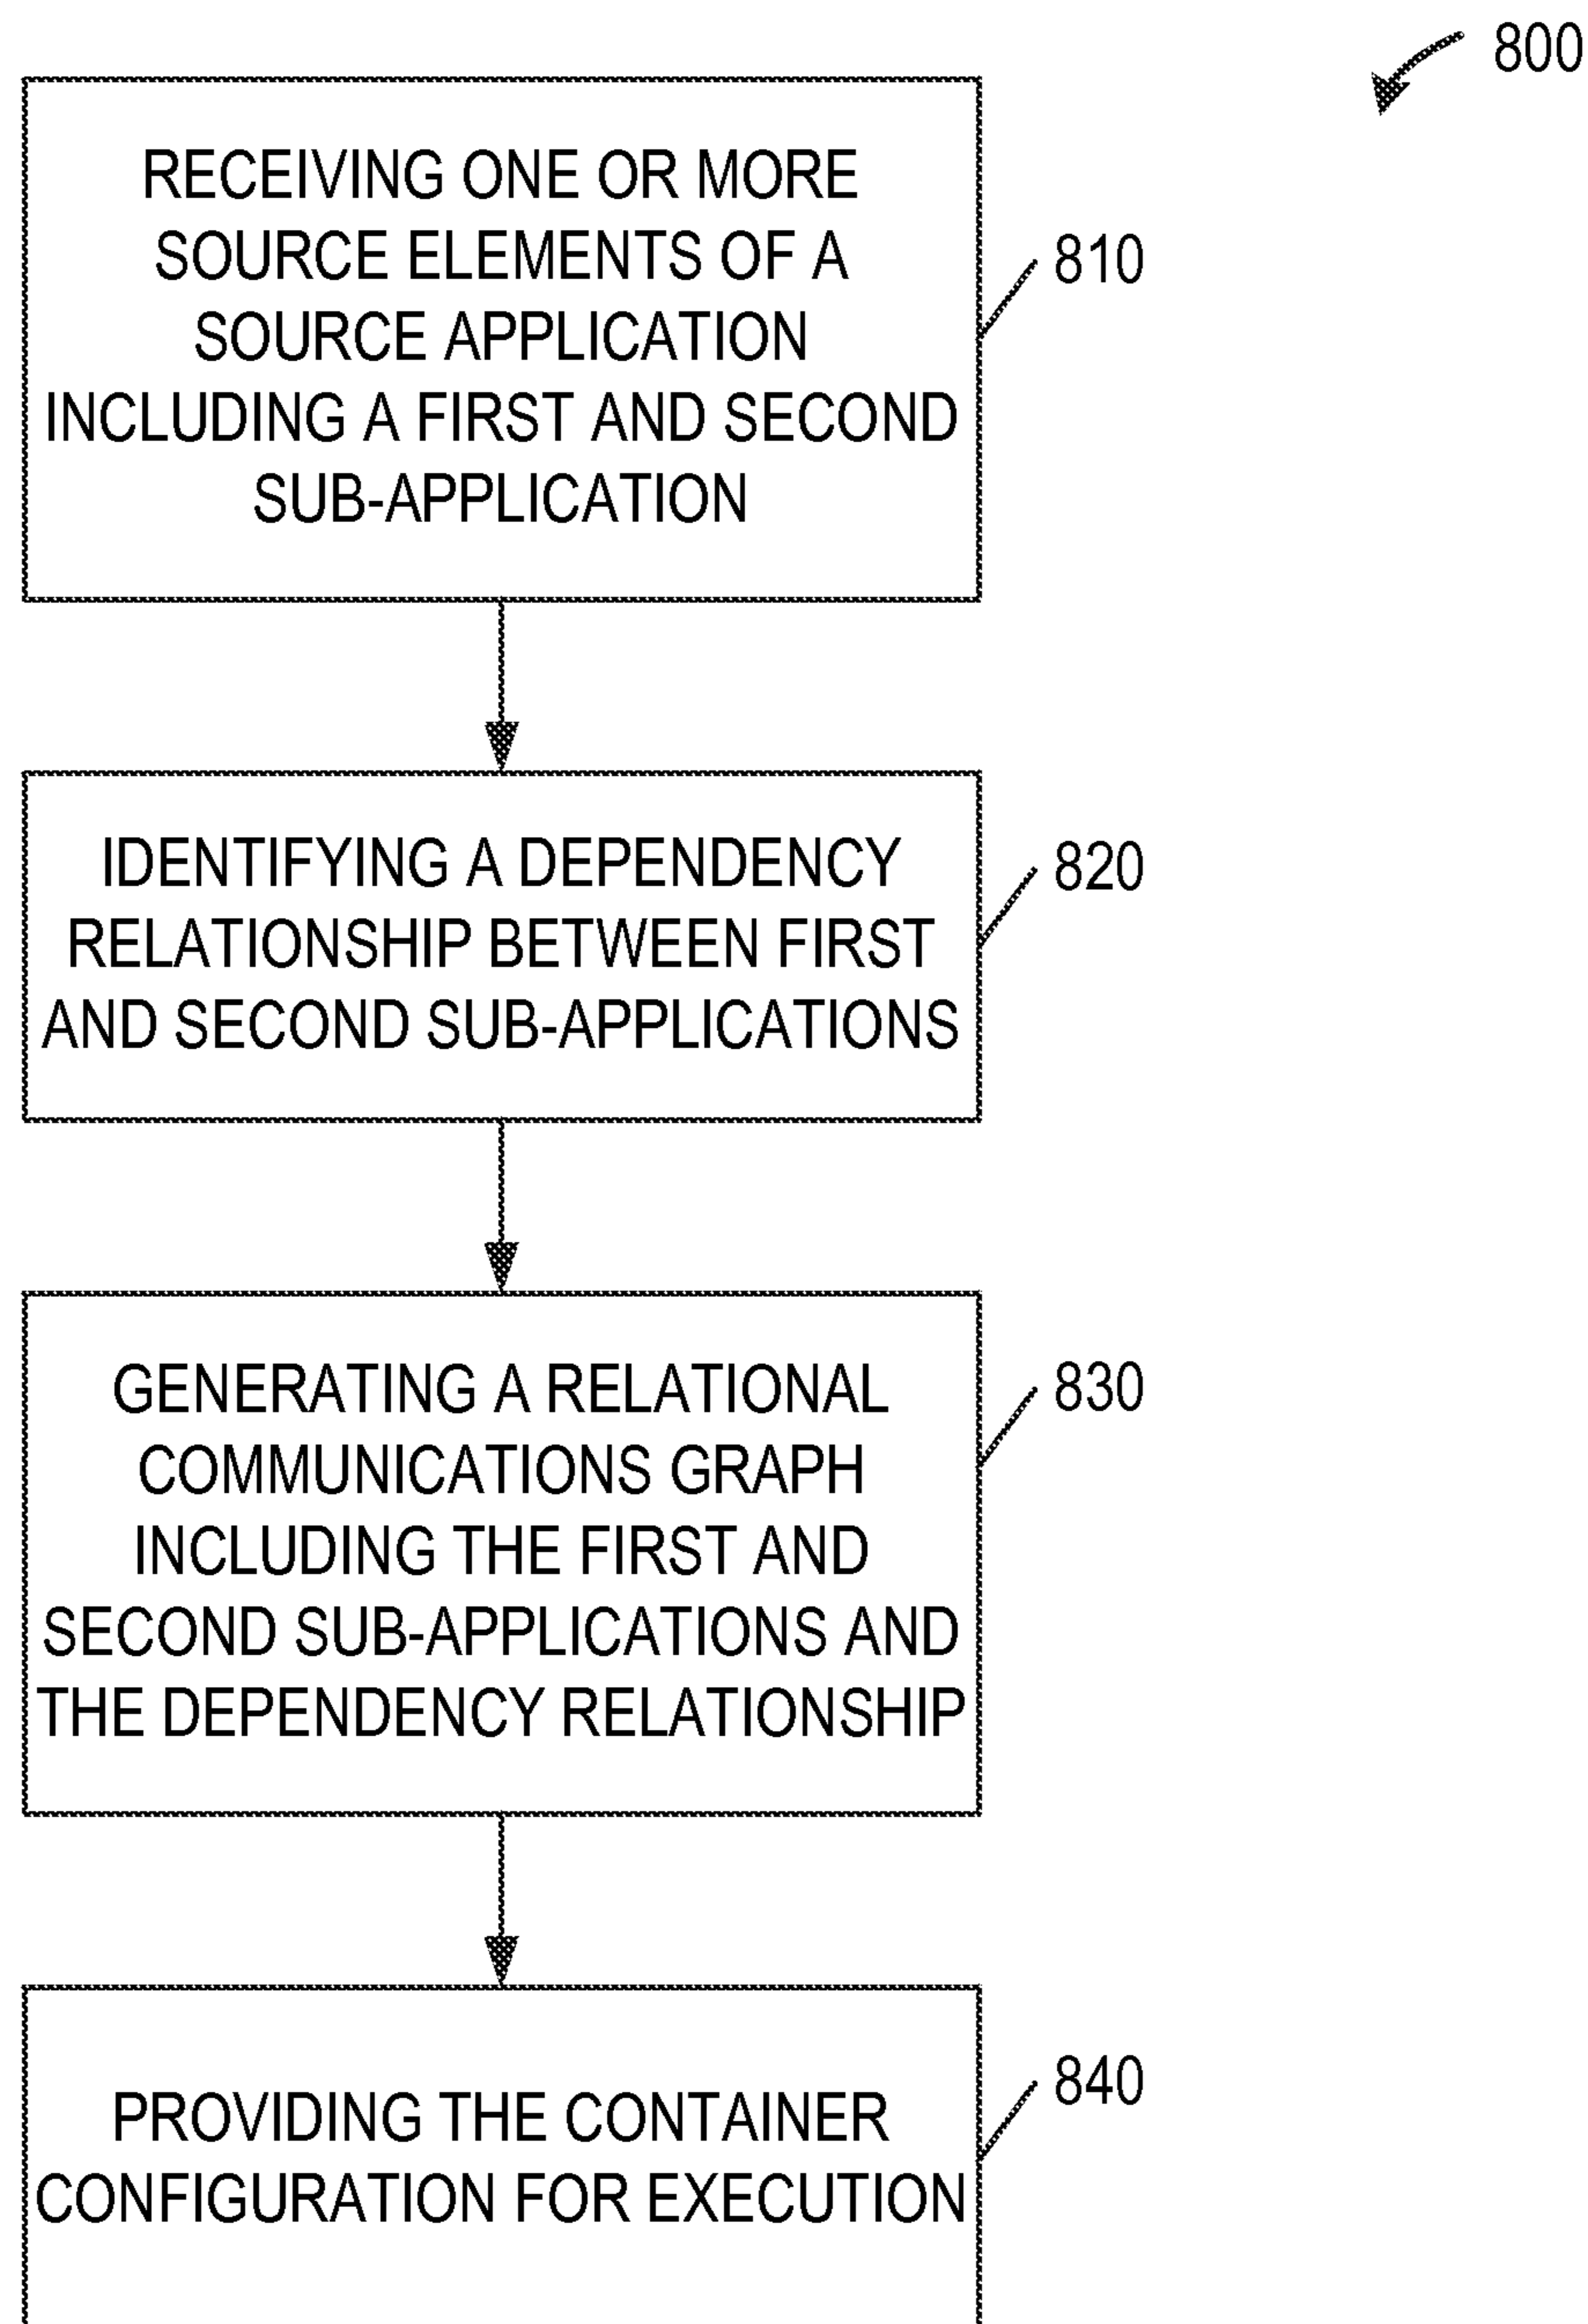 800
RECEIVING ONE OR MORE
SOURCE ELEMENTS OF A
SOURCE APPLICATION
INCLUDING A FIRST AND SECOND
SUB-APPLICATION
810
IDENTIFYING A DEPENDENCY
RELATIONSHIP BETWEEN FIRST
AND SECOND SUB-APPLICATIONS
820
GENERATING A RELATIONAL
COMMUNICATIONS GRAPH
INCLUDING THE FIRST AND
SECOND SUB-APPLICATIONS AND
THE DEPENDENCY RELATIONSHIP
830
PROVIDING THE CONTAINER
CONFIGURATION FOR EXECUTION
840